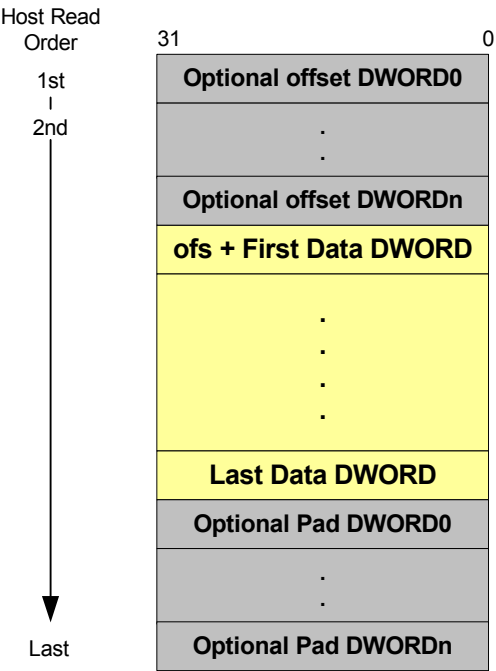 Host Read
Order
31 0
1st
2nd
Optional offset DWORD0
.
.
Optional offset DWORDn
ofs + First Data DWORD
.
.
.
.
Last Data DWORD
Optional Pad DWORD0
.
.
Last
Optional Pad DWORDn